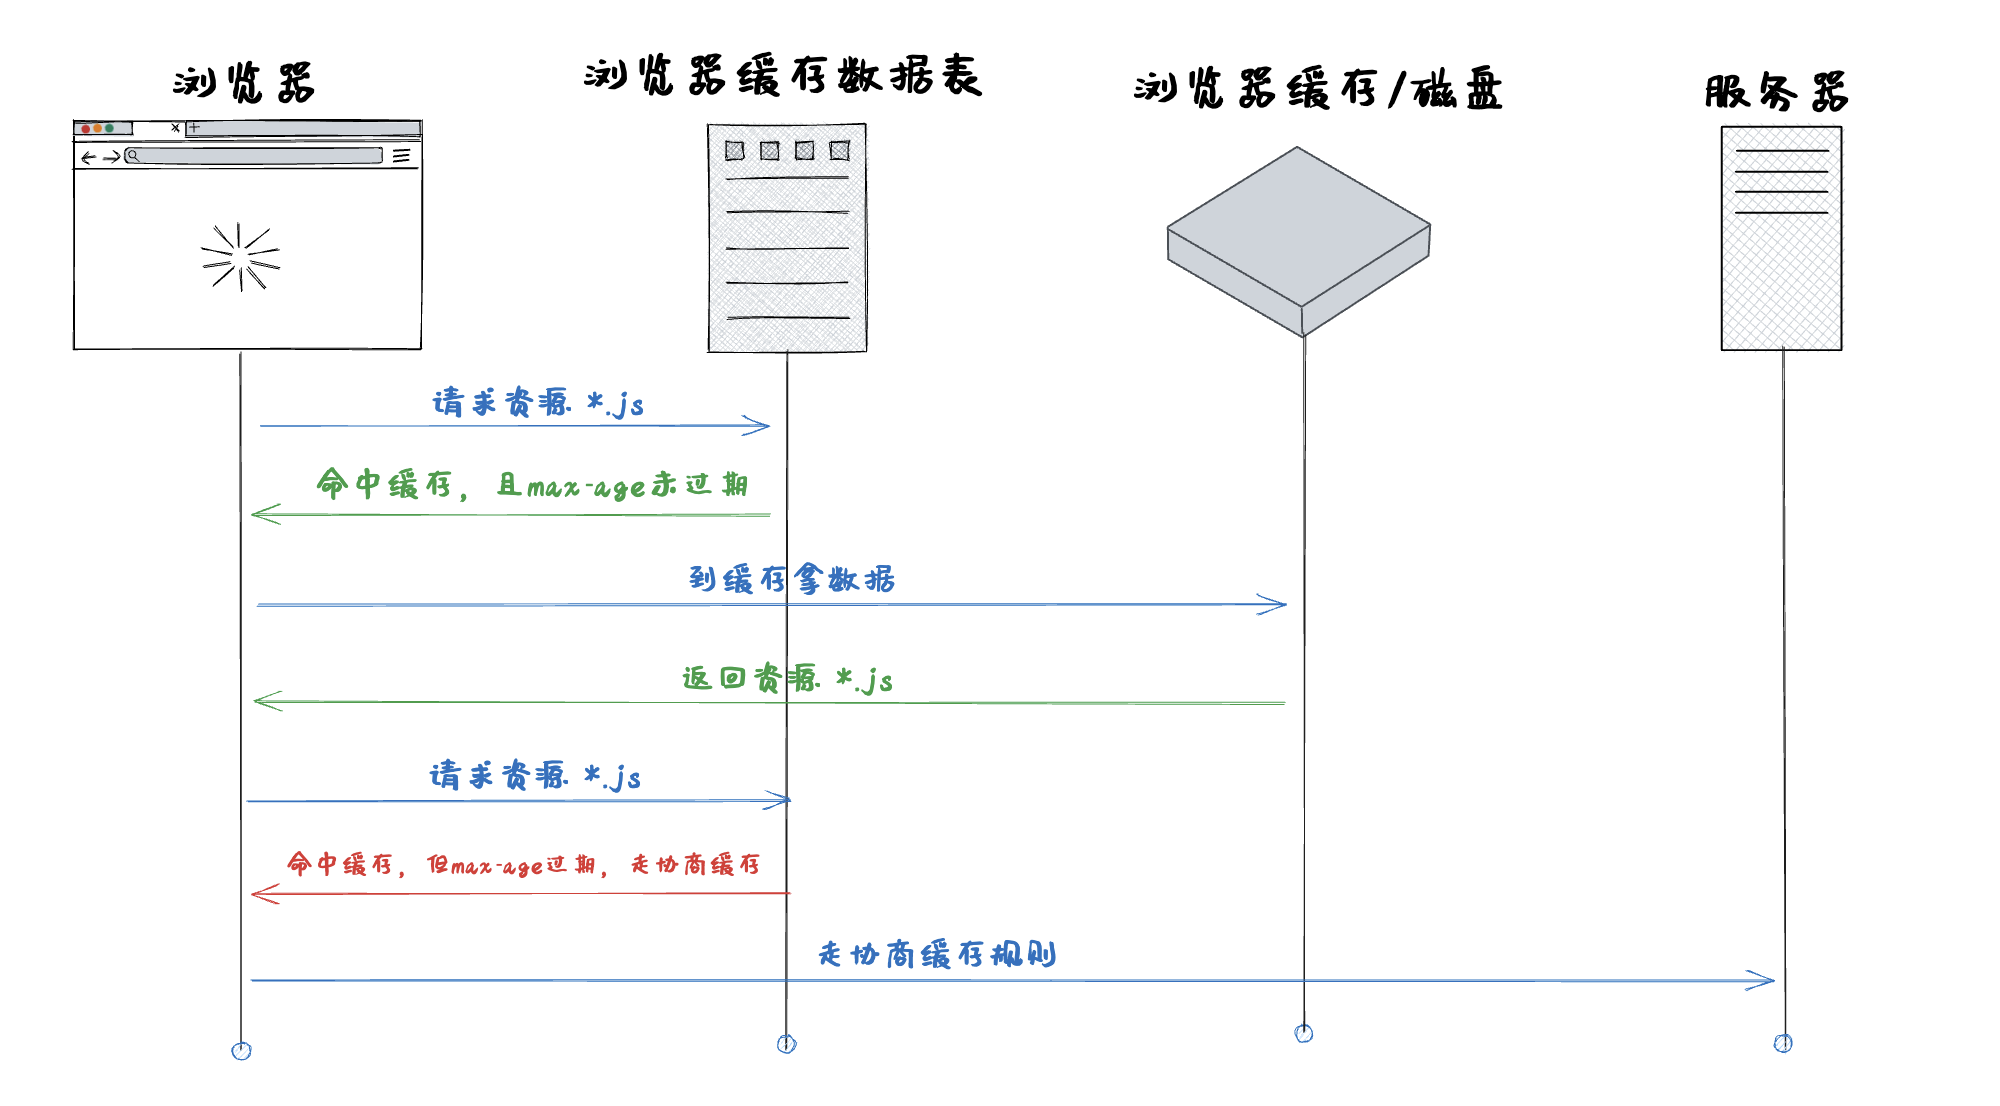 浏览器
浏览器缓存数据表
浏览器缓存/磁盘
服务器
请求资源 *.js
命中缓存，且max-age未过期
到缓存拿数据
返回资源 *.js
请求资源 *.js
命中缓存，但max-age过期，走协商缓存
走协商缓存规则